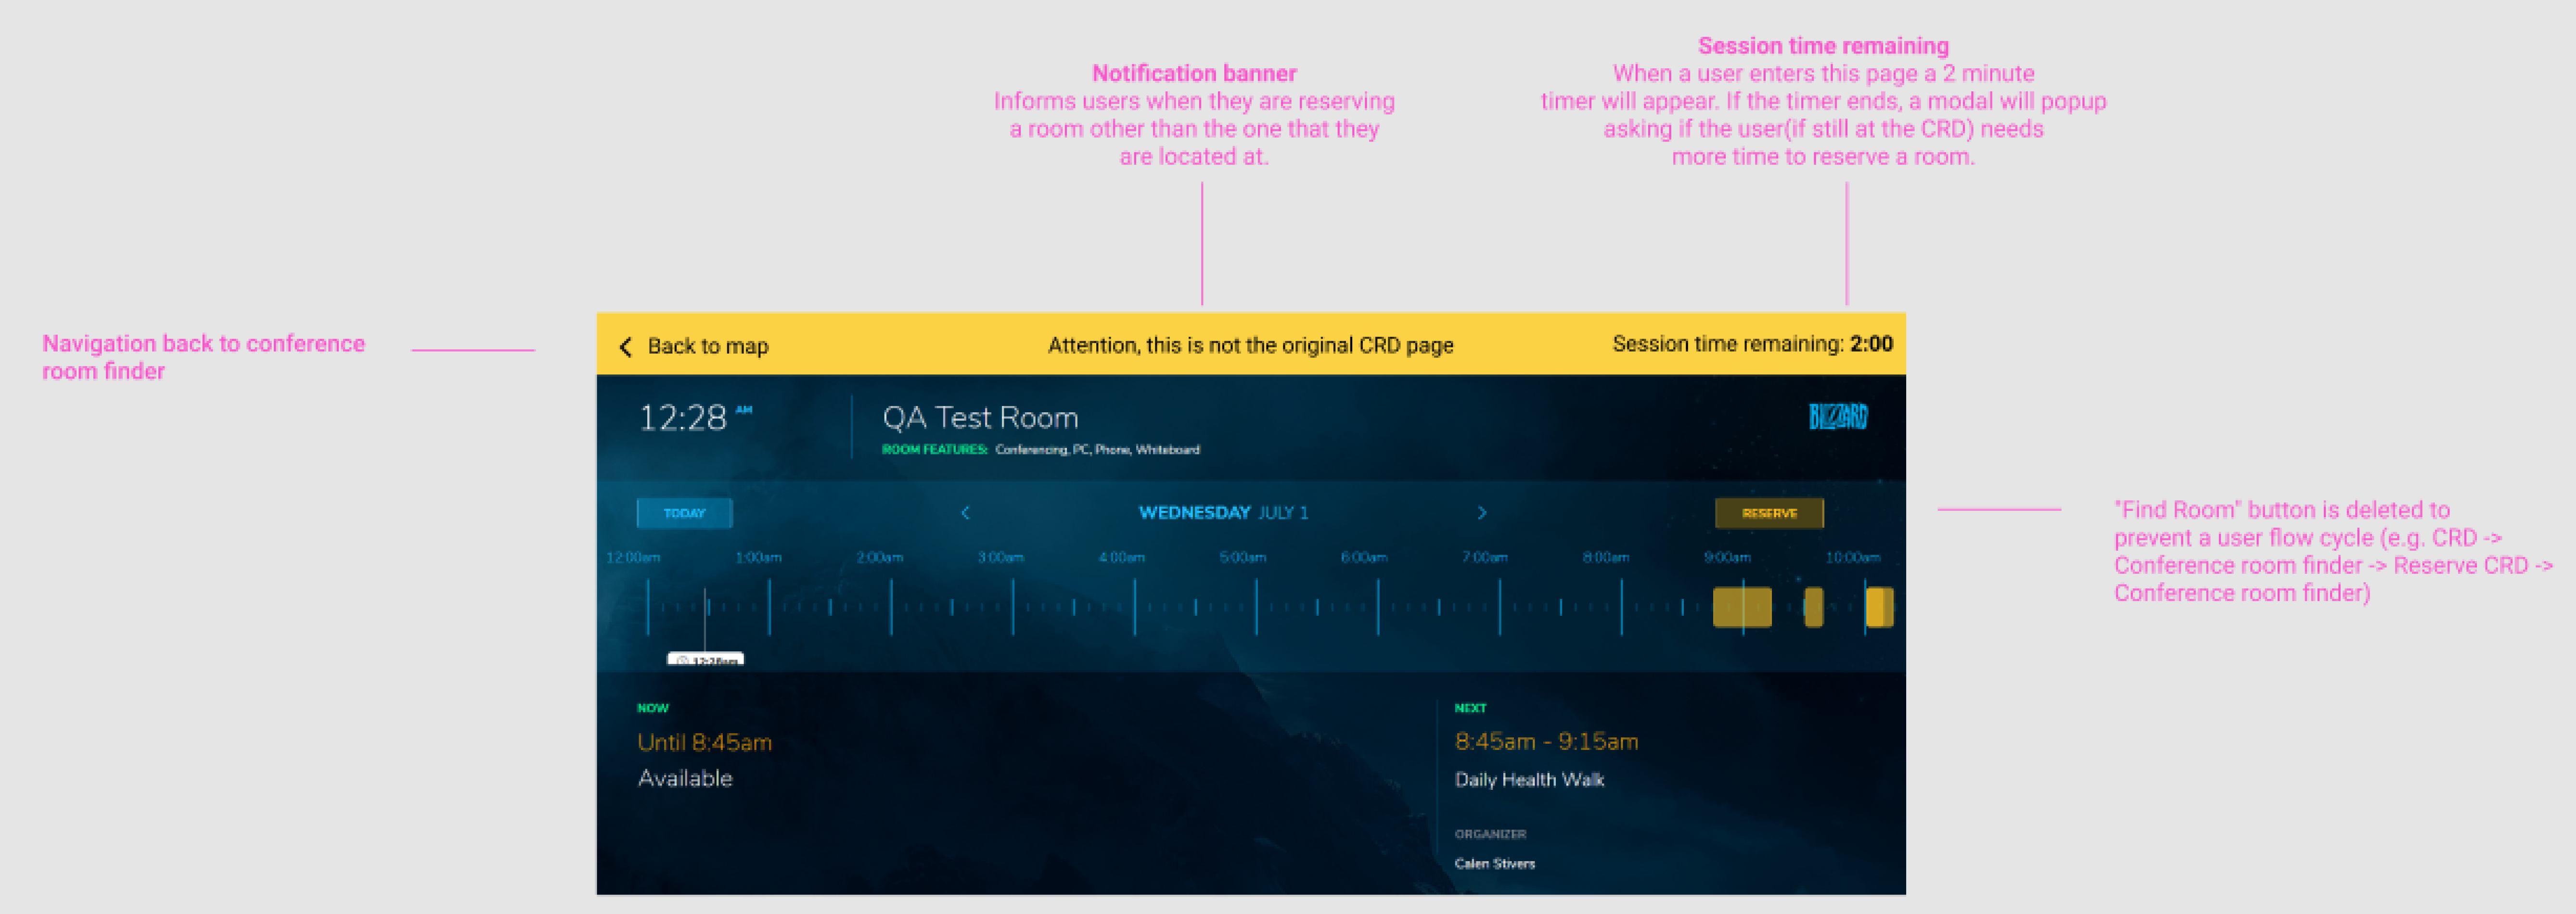 Session time remaining
When a user enters this page a 2 minute
timer will appear. If the timer ends, a modal will popup
asking if the user(if still at the CRD) needs
more time to reserve a room.
Notification banner
Informs users when they are reserving
a room other than the one that they
are located at.
Navigation back to conference
room finder
Back to map
Attention, this is not the original CRD page
Session time remaining: 2:00
12:28 AM
QA Test Room
ROOM FEATURES: Conferencing, PC, Phone, Whiteboard
BLIZZARD
TODAY
WEDNESDAY JULY 1
RESERVE
12:00am 1:00am 2:00am 3:00am 4:00am 5:00am 6:00am 7:00am 8:00am 9:00am 10:00am
12:28am
"Find Room" button is deleted to
prevent a user flow cycle (e.g. CRD ->
Conference room finder -> Reserve CRD ->
Conference room finder)
NOW
Until 8:45am
Available
NEXT
8:45am - 9:15am
Daily Health Walk
ORGANIZER
Calen Stivers